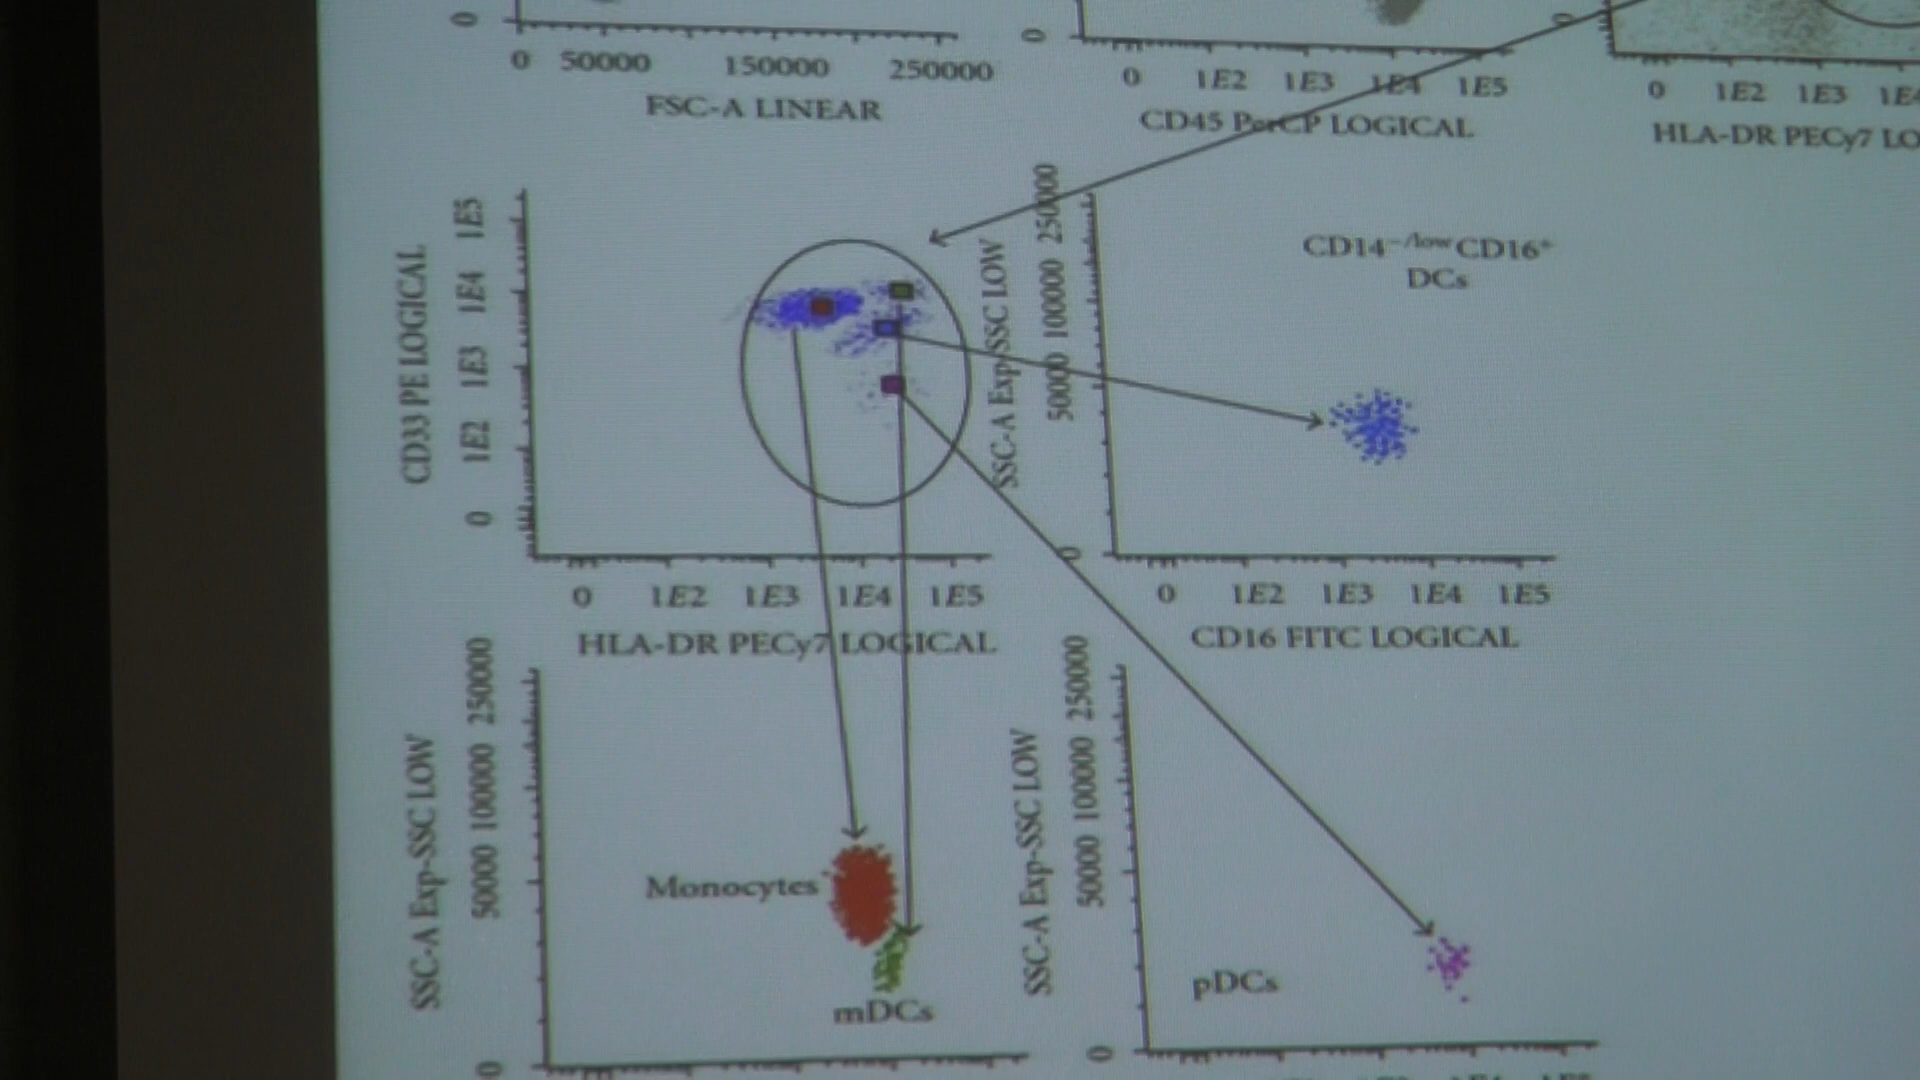 0
0 50000 150000 250000
FSC-A LINEAR
0
0 1E2 1E3 1E4 1E5
CD45 PerCP LOGICAL
0
0 1E2 1E3 1E4
HLA-DR PECy7 LO
CD33 PE LOGICAL
0 1E2 1E3 1E4 1E5
0 1E2 1E3 1E4 1E5
HLA-DR PECy7 LOGICAL
SSC-A Exp-SSC LOW
0 50000 100000 250000
CD14⁻/ˡᵒʷCD16⁺
DCs
0 1E2 1E3 1E4 1E5
CD16 FITC LOGICAL
SSC-A Exp-SSC LOW
0 50000 100000 250000
Monocytes
mDCs
SSC-A Exp-SSC LOW
0 50000 100000 250000
pDCs